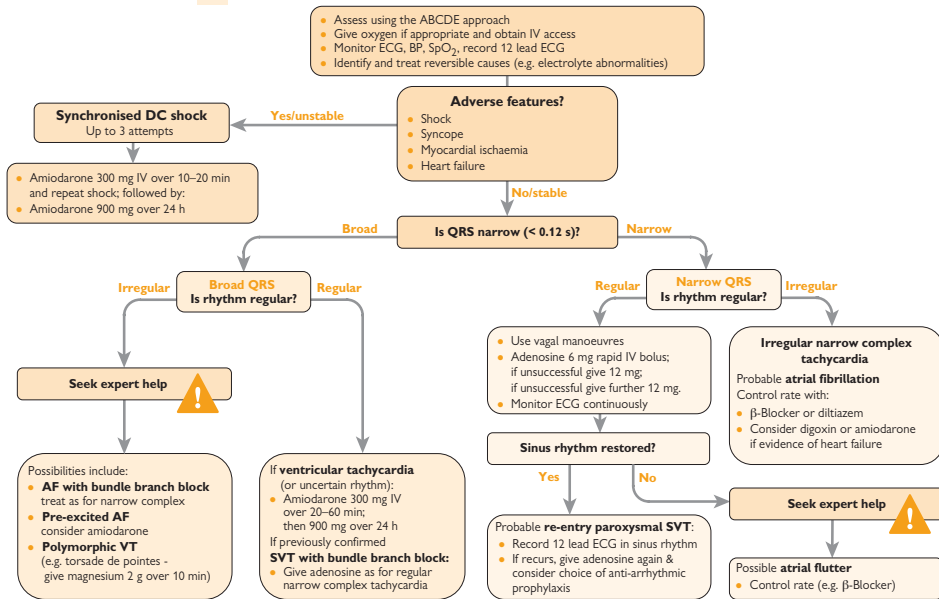 Assess using the ABCDE approach
Give oxygen if appropriate and obtain IV access
Monitor ECG, BP, SpO2, record 12 lead ECG
Identify and treat reversible causes (e.g. electrolyte abnormalities)
Adverse features?
Shock
Syncope
Myocardial ischaemia
Heart failure
Yes/unstable
Synchronised DC shock
Up to 3 attempts
Amiodarone 300 mg IV over 10–20 min
and repeat shock; followed by:
Amiodarone 900 mg over 24 h
No/stable
Is QRS narrow (< 0.12 s)?
Broad
Narrow
Broad QRS
Is rhythm regular?
Irregular
Regular
Narrow QRS
Is rhythm regular?
Regular
Irregular
Seek expert help
!
Possibilities include:
AF with bundle branch block
treat as for narrow complex
Pre-excited AF
consider amiodarone
Polymorphic VT
(e.g. torsade de pointes -
give magnesium 2 g over 10 min)
If ventricular tachycardia
(or uncertain rhythm):
Amiodarone 300 mg IV
over 20–60 min;
then 900 mg over 24 h
If previously confirmed
SVT with bundle branch block:
Give adenosine as for regular
narrow complex tachycardia
Use vagal manoeuvres
Adenosine 6 mg rapid IV bolus;
if unsuccessful give 12 mg;
if unsuccessful give further 12 mg.
Monitor ECG continuously
Irregular narrow complex
tachycardia
Probable atrial fibrillation
Control rate with:
β-Blocker or diltiazem
Consider digoxin or amiodarone
if evidence of heart failure
Sinus rhythm restored?
Yes
No
Probable re-entry paroxysmal SVT:
Record 12 lead ECG in sinus rhythm
If recurs, give adenosine again &
consider choice of anti-arrhythmic
prophylaxis
Seek expert help
!
Possible atrial flutter
Control rate (e.g. β-Blocker)